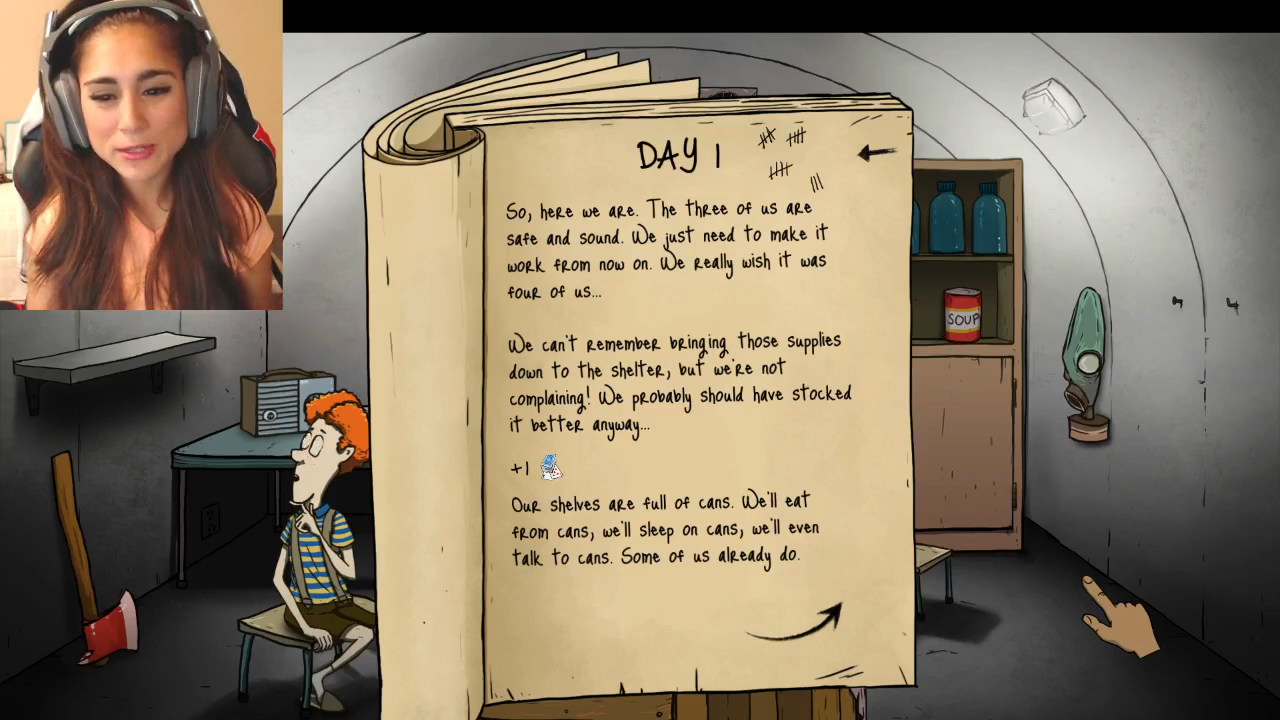 DAY 1
So, here we are. The three of us are
safe and sound. We just need to make it
work from now on. We really wish it was
four of us...
We can't remember bringing those supplies
down to the shelter, but we're not
complaining! We probably should have stocked
it better anyway...
+1
Our shelves are full of cans. We'll eat
from cans, we'll sleep on cans, we'll even
talk to cans. Some of us already do.
SOUP